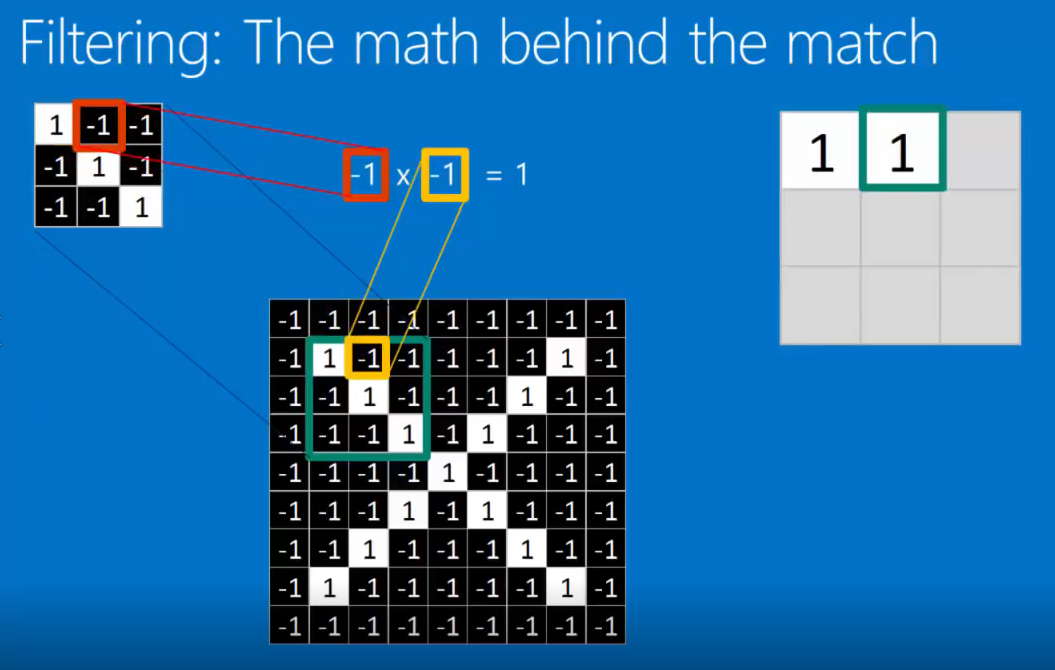 Filtering: The math behind the match
1 -1 -1
-1 1 -1
-1 -1 1
-1 x -1 = 1
1 1
-1 -1 -1 -1 -1 -1 -1 -1 -1
-1 1 -1 -1 -1 -1 -1 1 -1
-1 -1 1 -1 -1 -1 1 -1 -1
-1 -1 -1 1 -1 1 -1 -1 -1
-1 -1 -1 -1 1 -1 -1 -1 -1
-1 -1 -1 1 -1 1 -1 -1 -1
-1 -1 1 -1 -1 -1 1 -1 -1
-1 1 -1 -1 -1 -1 -1 1 -1
-1 -1 -1 -1 -1 -1 -1 -1 -1